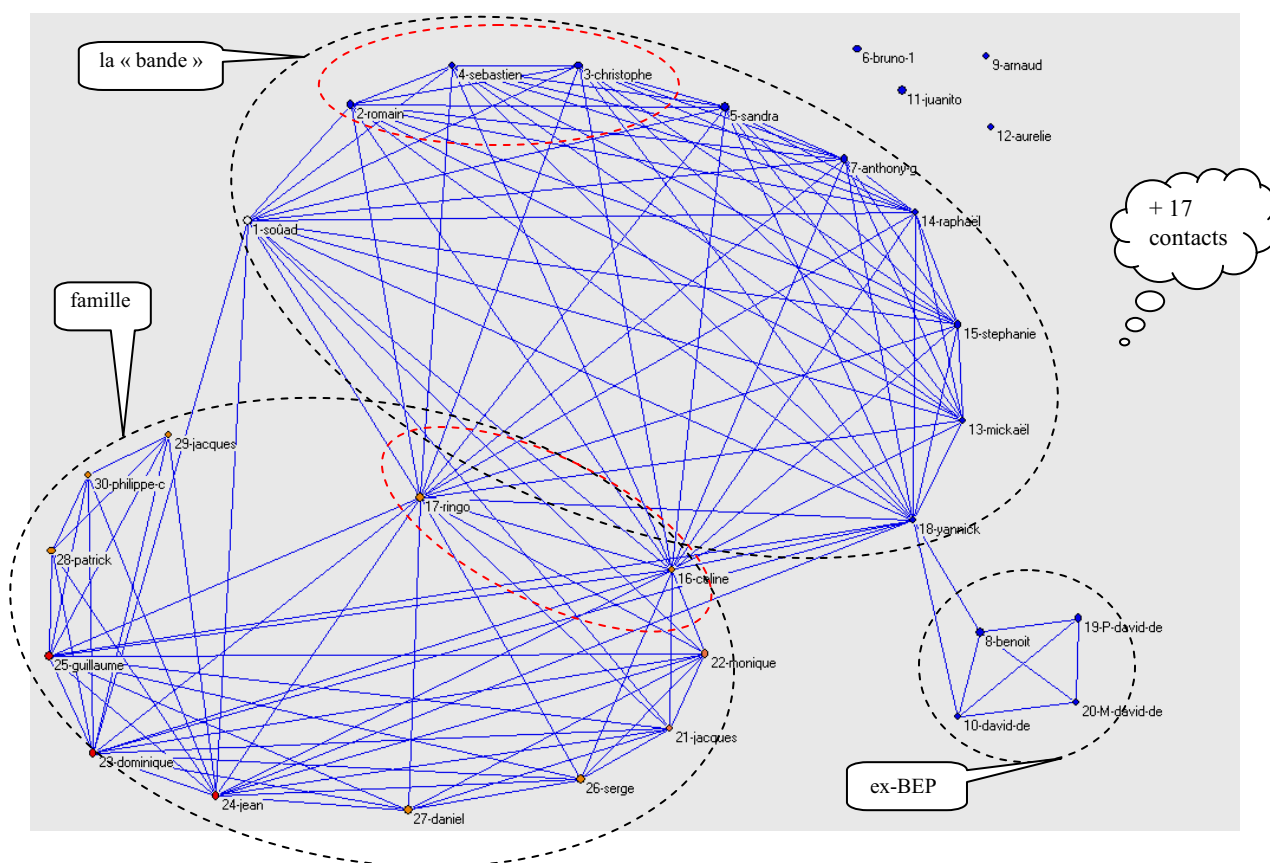 la « bande »
6-bruno-1
9-arnaud
4-sebastien
3-christophe
11-juanito
2-romain
5-sandra
12-aurelie
7-anthony-g
+ 17
contacts
14-raphaël
1-soûad
famille
15-stephanie
13-mickaël
29-jacques
30-philippe-c
17-ringo
18-yannick
28-patrick
16-celine
19-P-david-de
8-benoit
25-guillaume
22-monique
20-M-david-de
10-david-de
21-jacques
23-dominique
26-serge
ex-BEP
24-jean
27-daniel